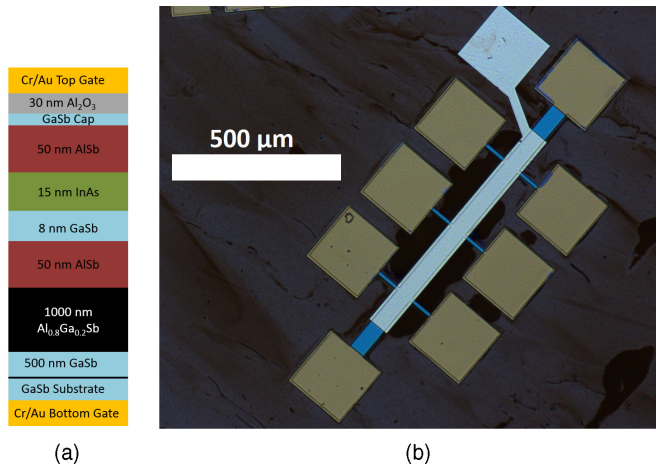 Cr/Au Top Gate
30 nm Al₂O₃
GaSb Cap
50 nm AlSb
15 nm InAs
8 nm GaSb
50 nm AlSb
1000 nm
Al₀.₈Ga₀.₂Sb
500 nm GaSb
GaSb Substrate
Cr/Au Bottom Gate
(a)
500 µm
(b)